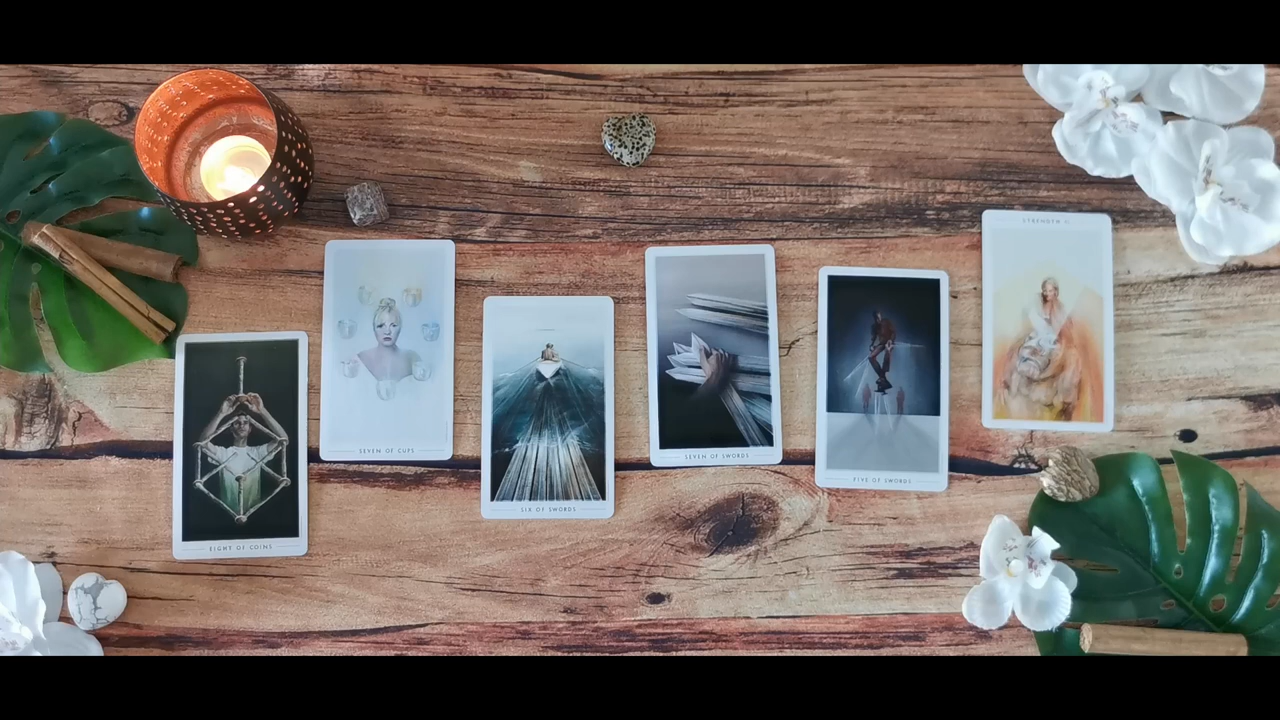 EIGHT OF COINS
SEVEN OF CUPS
SIX OF SWORDS
SEVEN OF SWORDS
FIVE OF SWORDS
STRENGTH